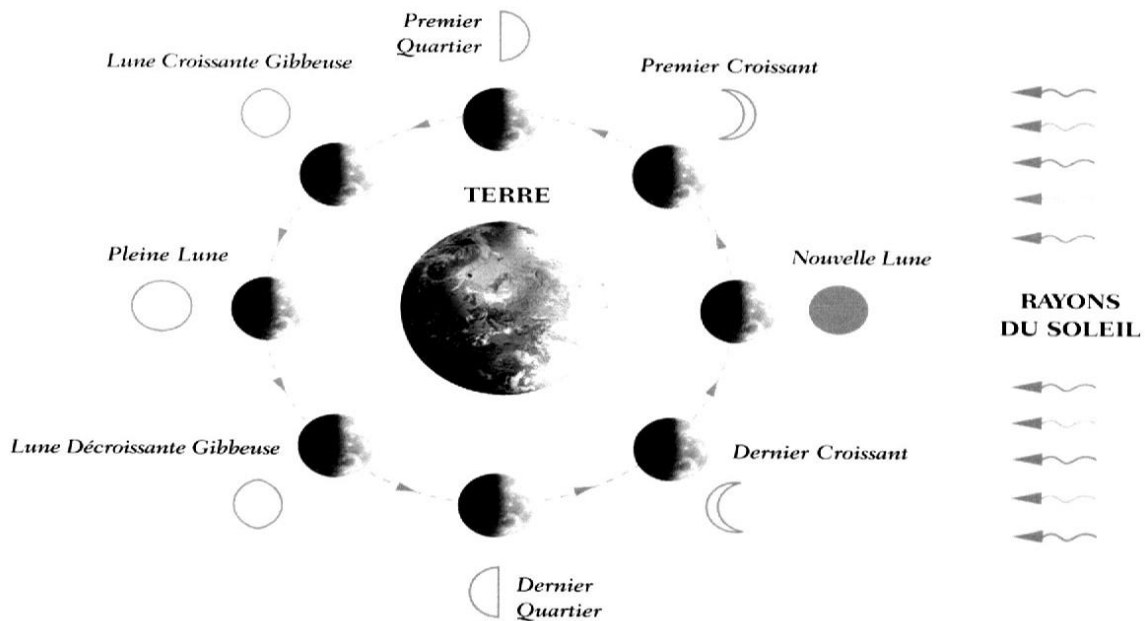 Premier
Quartier
Lune Croissante Gibbeuse
Premier Croissant
TERRE
Pleine Lune
Nouvelle Lune
RAYONS
DU SOLEIL
Lune Décroissante Gibbeuse
Dernier Croissant
Dernier
Quartier